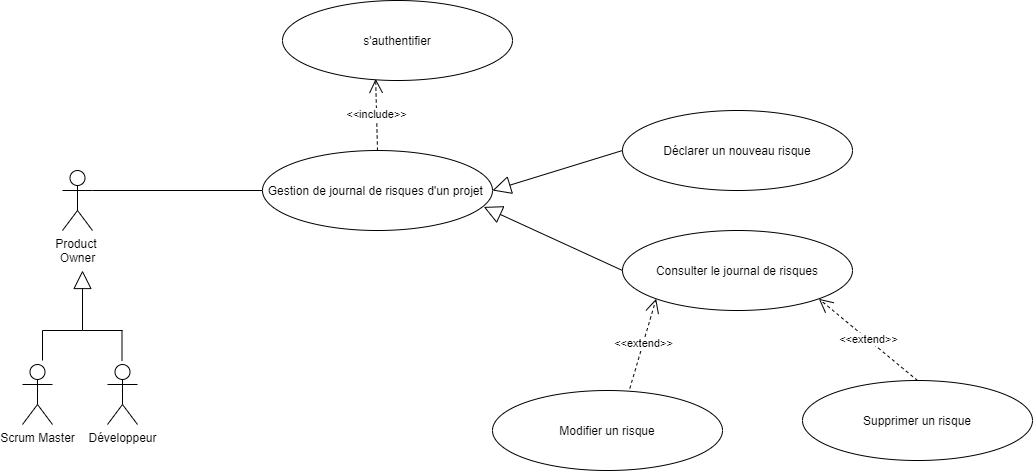 s'authentifier
<<include>>
Déclarer un nouveau risque
Gestion de journal de risques d'un projet
Product
Owner
Consulter le journal de risques
<<extend>>
<<extend>>
Scrum Master
Développeur
Modifier un risque
Supprimer un risque